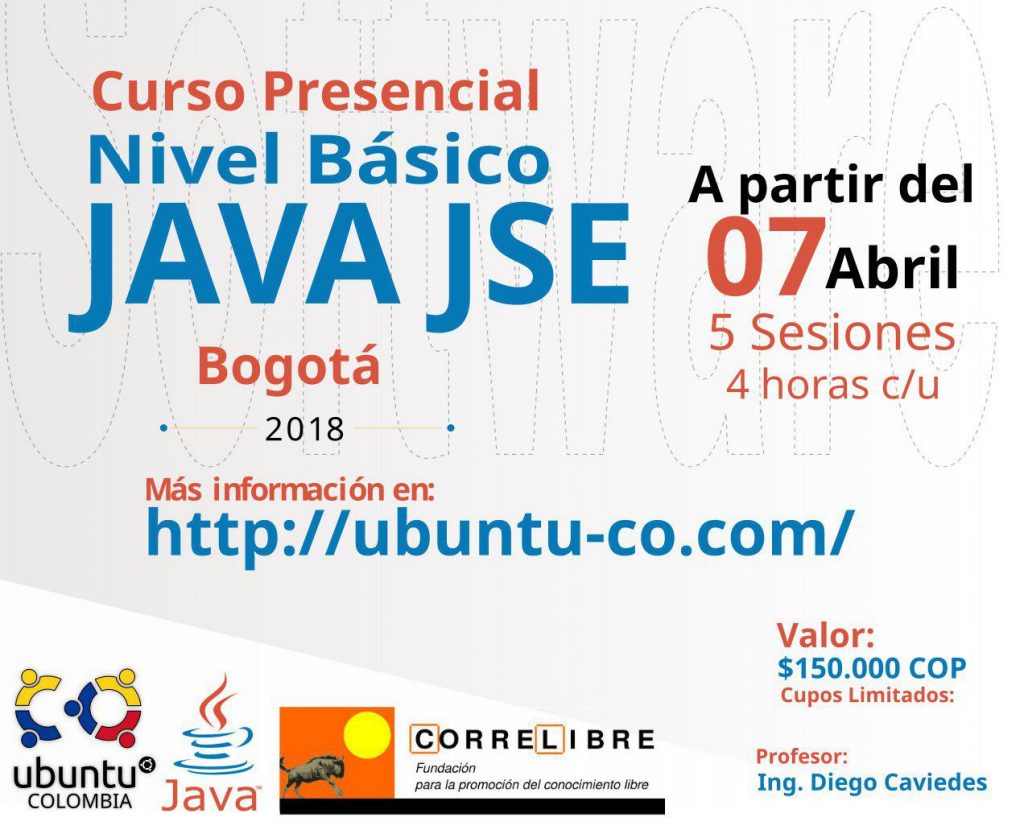 Software
Curso Presencial
Nivel Básico
JAVA JSE
Bogotá
2018
A partir del
07 Abril
5 Sesiones
4 horas c/u
Más información en:
http://ubuntu-co.com/
Valor:
$150.000 COP
Cupos Limitados:
Profesor:
Ing. Diego Caviedes
ubuntu
COLOMBIA
Java™
CORRELIBRE
Fundación
para la promoción del conocimiento libre